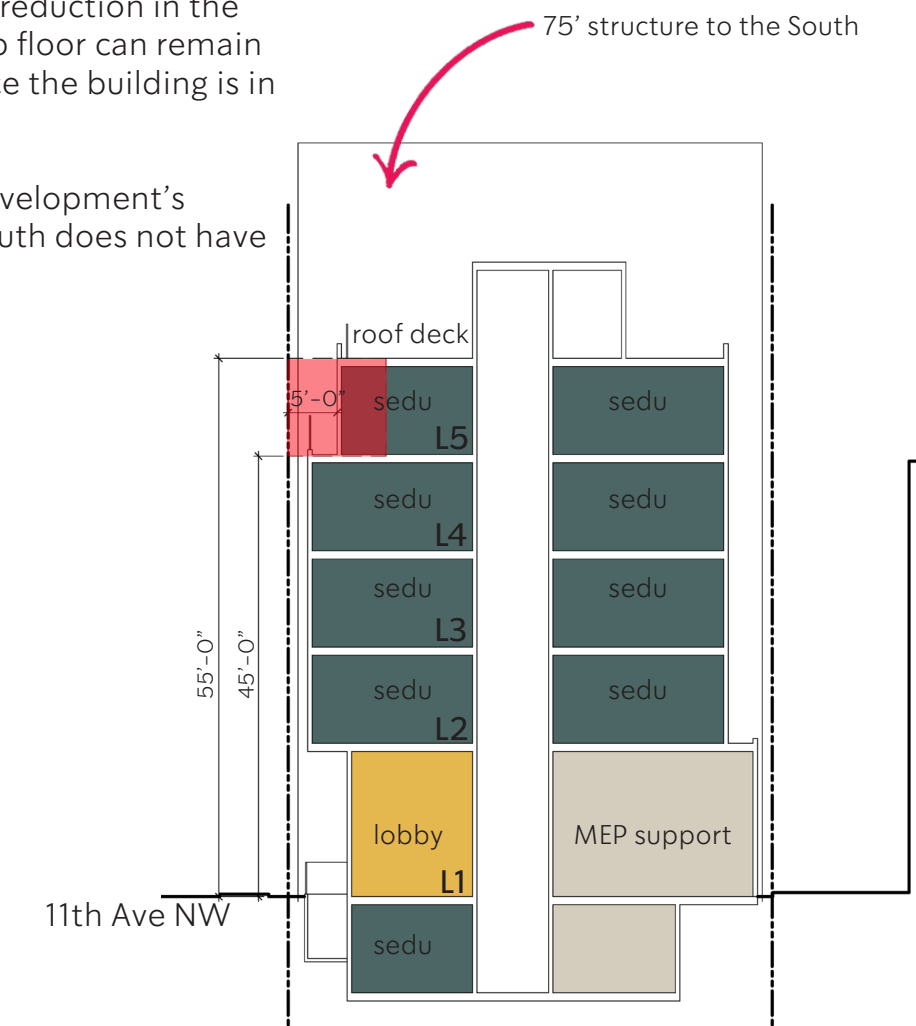 reduction in the
floor can remain
e the building is in
velopment's
uth does not have
75' structure to the South
roof deck
5'-0"
sedu
L5
sedu
sedu
L4
sedu
sedu
L3
sedu
55'-0"
45'-0"
sedu
L2
sedu
lobby
L1
MEP support
11th Ave NW
sedu